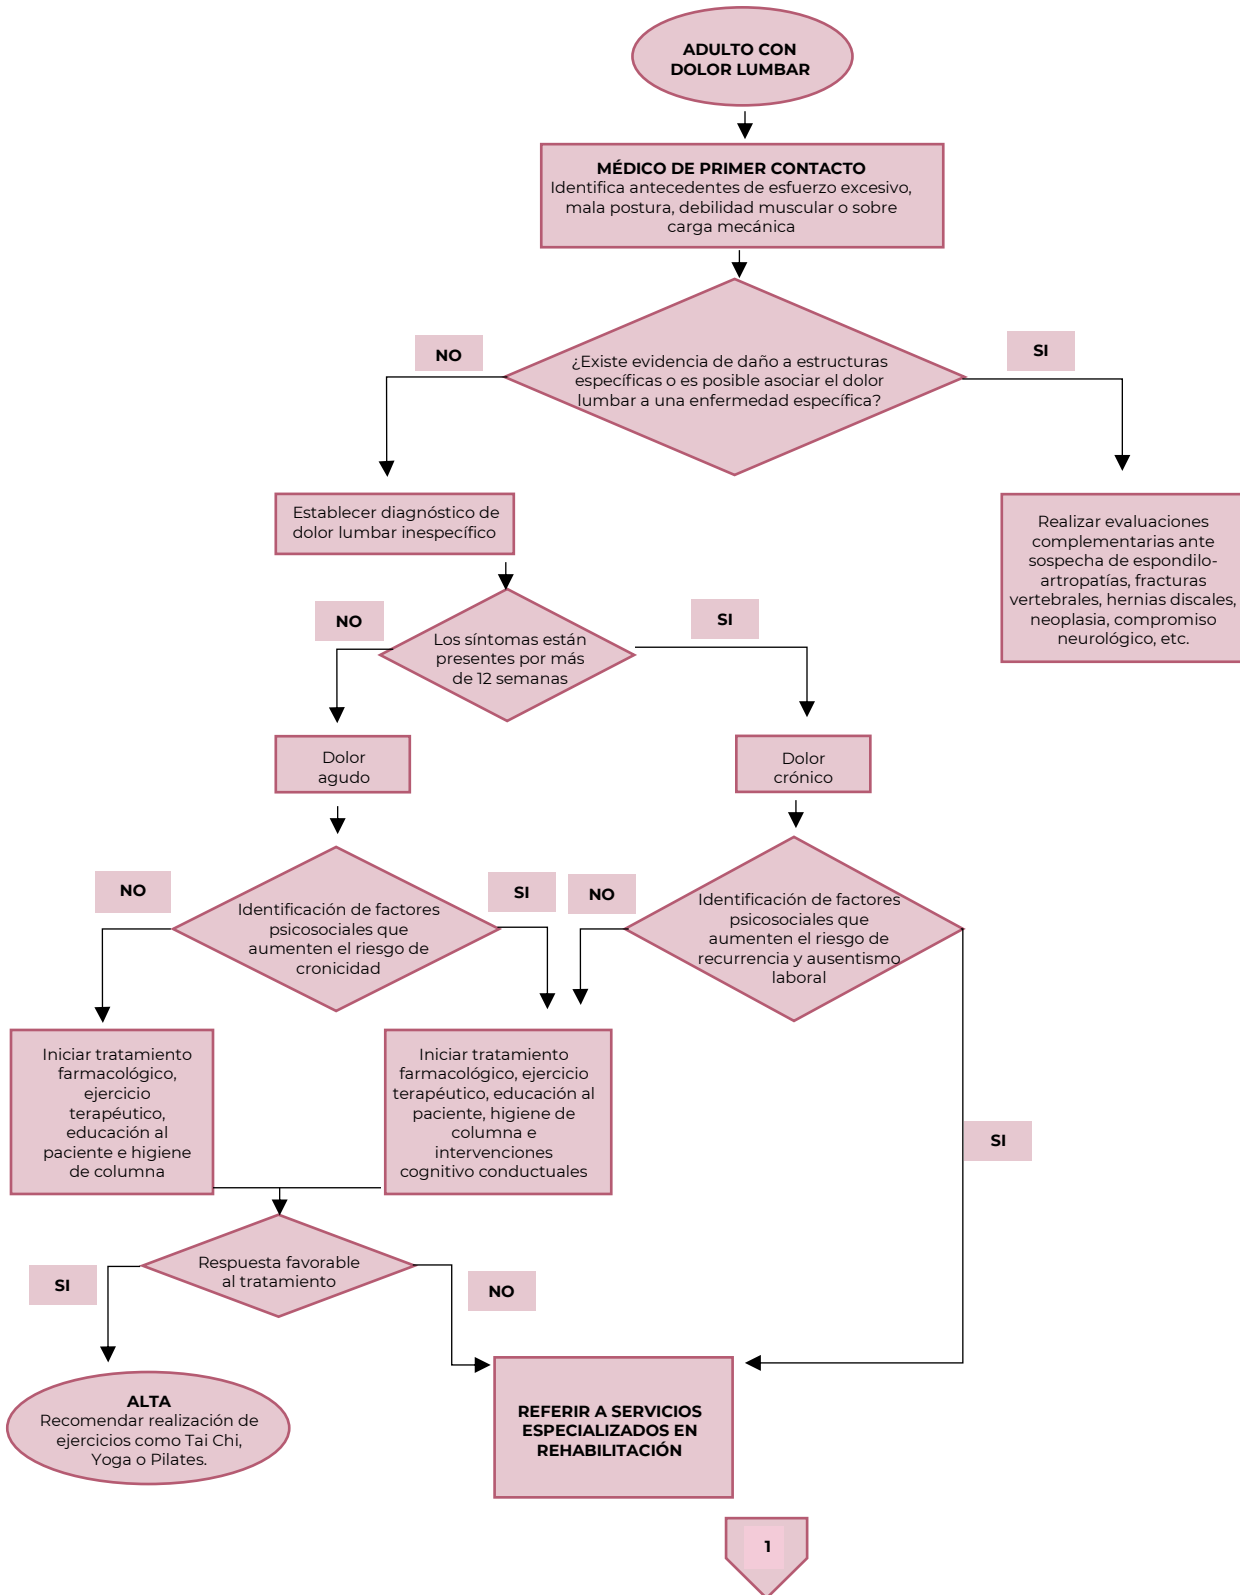 ADULTO CON
DOLOR LUMBAR
MÉDICO DE PRIMER CONTACTO
Identifica antecedentes de esfuerzo excesivo,
mala postura, debilidad muscular o sobre
carga mecánica
NO
SI
¿Existe evidencia de daño a estructuras
específicas o es posible asociar el dolor
lumbar a una enfermedad específica?
Establecer diagnóstico de
dolor lumbar inespecífico
Realizar evaluaciones
complementarias ante
sospecha de espondilo-
artropatías, fracturas
vertebrales, hernias discales,
neoplasia, compromiso
neurológico, etc.
NO
SI
Los síntomas están
presentes por más
de 12 semanas
Dolor
agudo
Dolor
crónico
NO
SI
Identificación de factores
psicosociales que
aumenten el riesgo de
cronicidad
NO
Identificación de factores
psicosociales que
aumenten el riesgo de
recurrencia y ausentismo
laboral
Iniciar tratamiento
farmacológico,
ejercicio
terapéutico,
educación al
paciente e higiene
de columna
Iniciar tratamiento
farmacológico, ejercicio
terapéutico, educación al
paciente, higiene de
columna e
intervenciones
cognitivo conductuales
SI
Respuesta favorable
al tratamiento
SI
NO
ALTA
Recomendar realización de
ejercicios como Tai Chi,
Yoga o Pilates.
REFERIR A SERVICIOS
ESPECIALIZADOS EN
REHABILITACIÓN
1